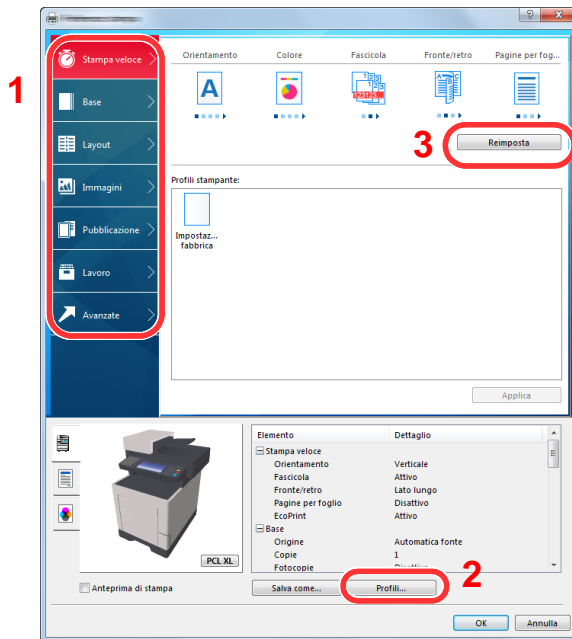 1
Stampa veloce
Base
Layout
Immagini
Pubblicazione
Lavoro
Avanzate
Orientamento Colore Fascicola Fronte/retro Pagine per fog...
A
123
123123...
A B C
3
Reimposta
Profili stampante:
Impostaz...
fabbrica
Applica
Elemento Dettaglio
Stampa veloce
Orientamento Verticale
Fascicola Attivo
Fronte/retro Lato lungo
Pagine per foglio Disattivo
EcoPrint Attivo
Base
Origine Automatica fonte
Copie 1
Fotocopie
PCL XL
Anteprima di stampa
Salva come...
Profili...
2
OK
Annulla